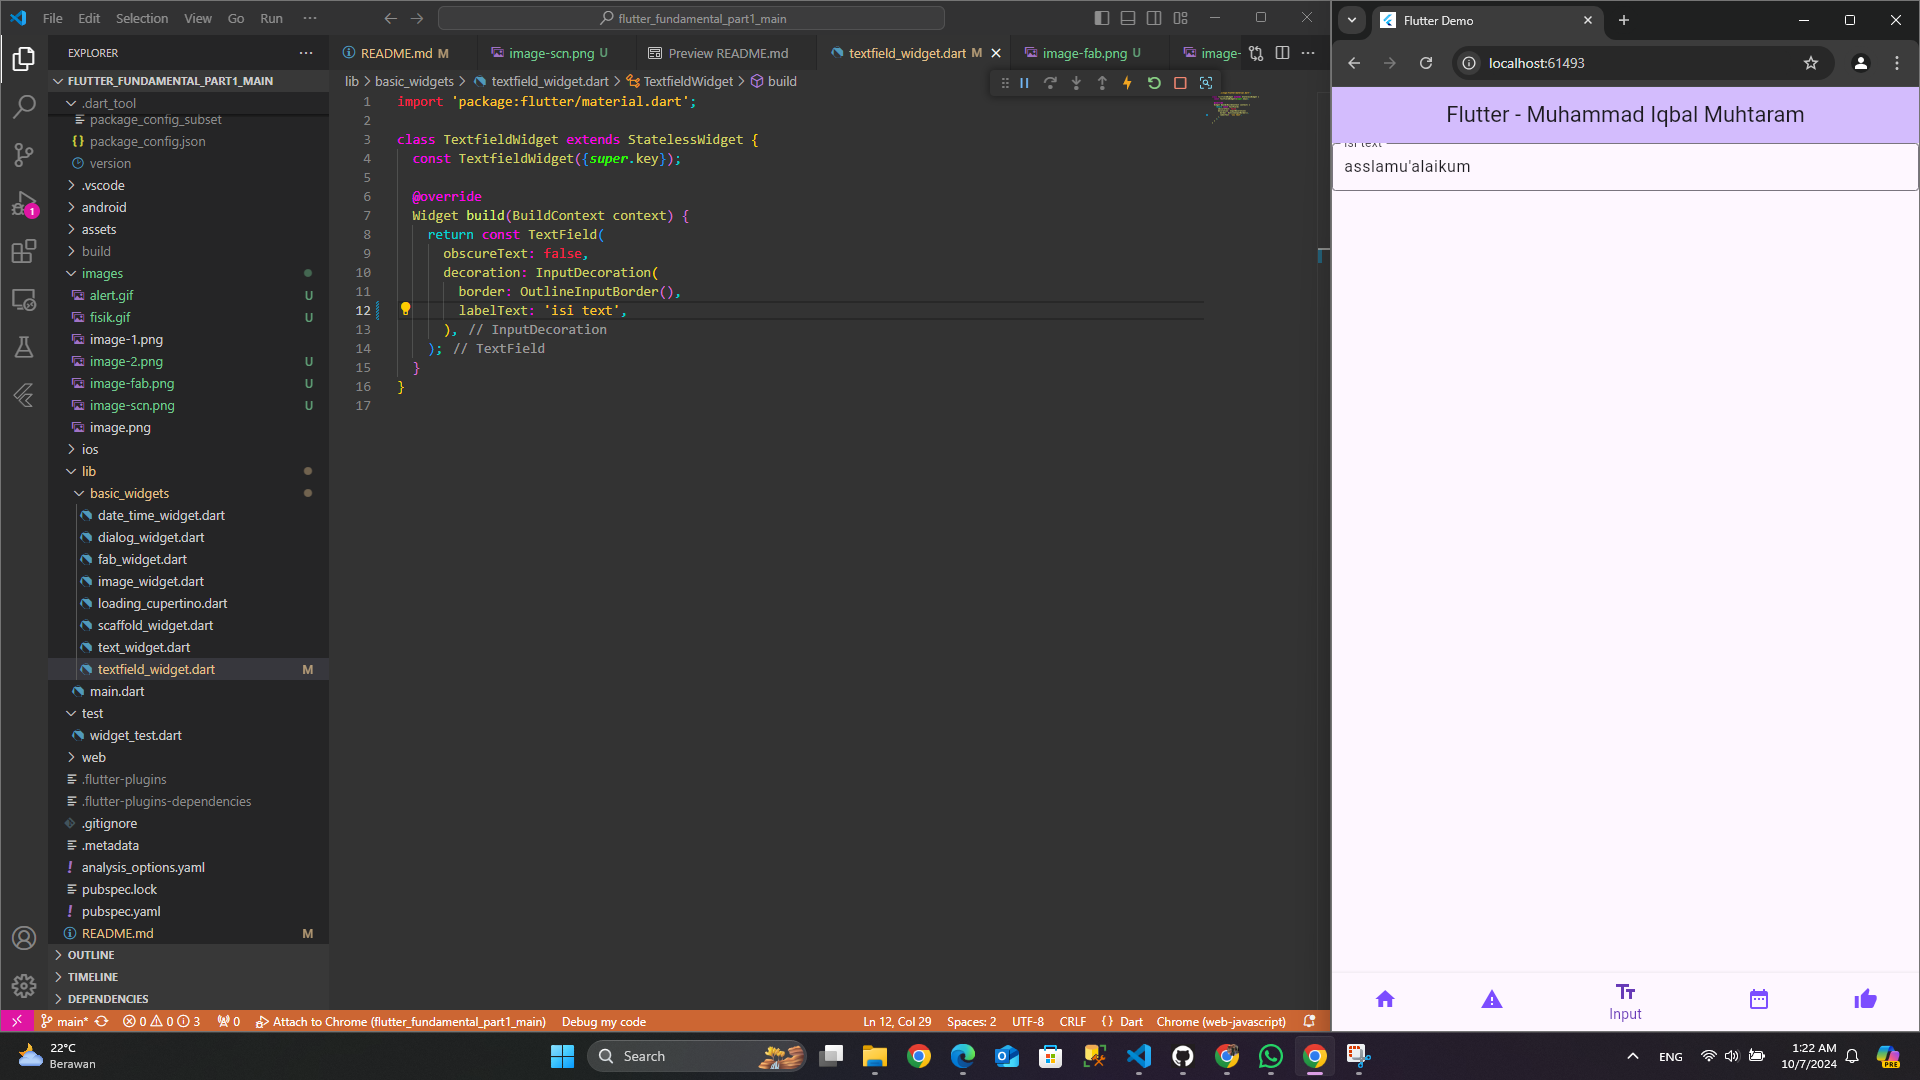 File Edit Selection View Go Run ···
flutter_fundamental_part1_main
EXPLORER
FLUTTER_FUNDAMENTAL_PART1_MAIN
.dart_tool
package_config_subset
package_config.json
version
.vscode
android
assets
build
images
alert.gif U
fisik.gif U
image-1.png
image-2.png U
image-fab.png U
image-scn.png U
image.png
ios
lib
basic_widgets
date_time_widget.dart
dialog_widget.dart
fab_widget.dart
image_widget.dart
loading_cupertino.dart
scaffold_widget.dart
text_widget.dart
textfield_widget.dart M
main.dart
test
widget_test.dart
web
.flutter-plugins
.flutter-plugins-dependencies
.gitignore
.metadata
analysis_options.yaml
pubspec.lock
pubspec.yaml
README.md M
OUTLINE
TIMELINE
DEPENDENCIES
1
README.md M image-scn.png U Preview README.md textfield_widget.dart M image-fab.png U image-
lib > basic_widgets > textfield_widget.dart > TextfieldWidget > build
1 import 'package:flutter/material.dart';
2
3 class TextfieldWidget extends StatelessWidget {
4 const TextfieldWidget({super.key});
5
6 @override
7 Widget build(BuildContext context) {
8 return const TextField(
9 obscureText: false,
10 decoration: InputDecoration(
11 border: OutlineInputBorder(),
12 labelText: 'isi text',
13 ), // InputDecoration
14 ); // TextField
15 }
16 }
17
main* 0 0 3 0 Attach to Chrome (flutter_fundamental_part1_main) Debug my code Ln 12, Col 29 Spaces: 2 UTF-8 CRLF {} Dart Chrome (web-javascript)
Flutter Demo
localhost:61493
Flutter - Muhammad Iqbal Muhtaram
isi text
asslamu'alaikum
Input
22°C
Berawan
Search
ENG
1:22 AM
10/7/2024
PRE